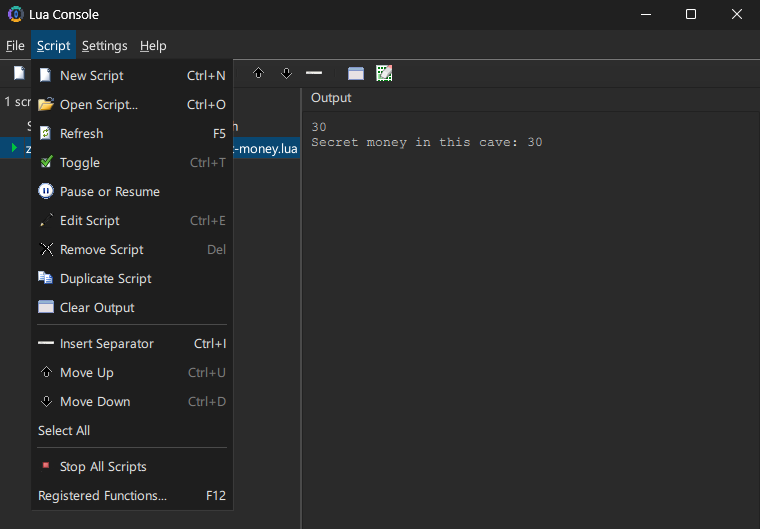 Lua Console
File Script Settings Help
New Script Ctrl+N
Open Script... Ctrl+O
Refresh F5
Toggle Ctrl+T
Pause or Resume
Edit Script Ctrl+E
Remove Script Del
Duplicate Script
Clear Output
Insert Separator Ctrl+I
Move Up Ctrl+U
Move Down Ctrl+D
Select All
Stop All Scripts
Registered Functions... F12
-money.lua
Output
30
Secret money in this cave: 30